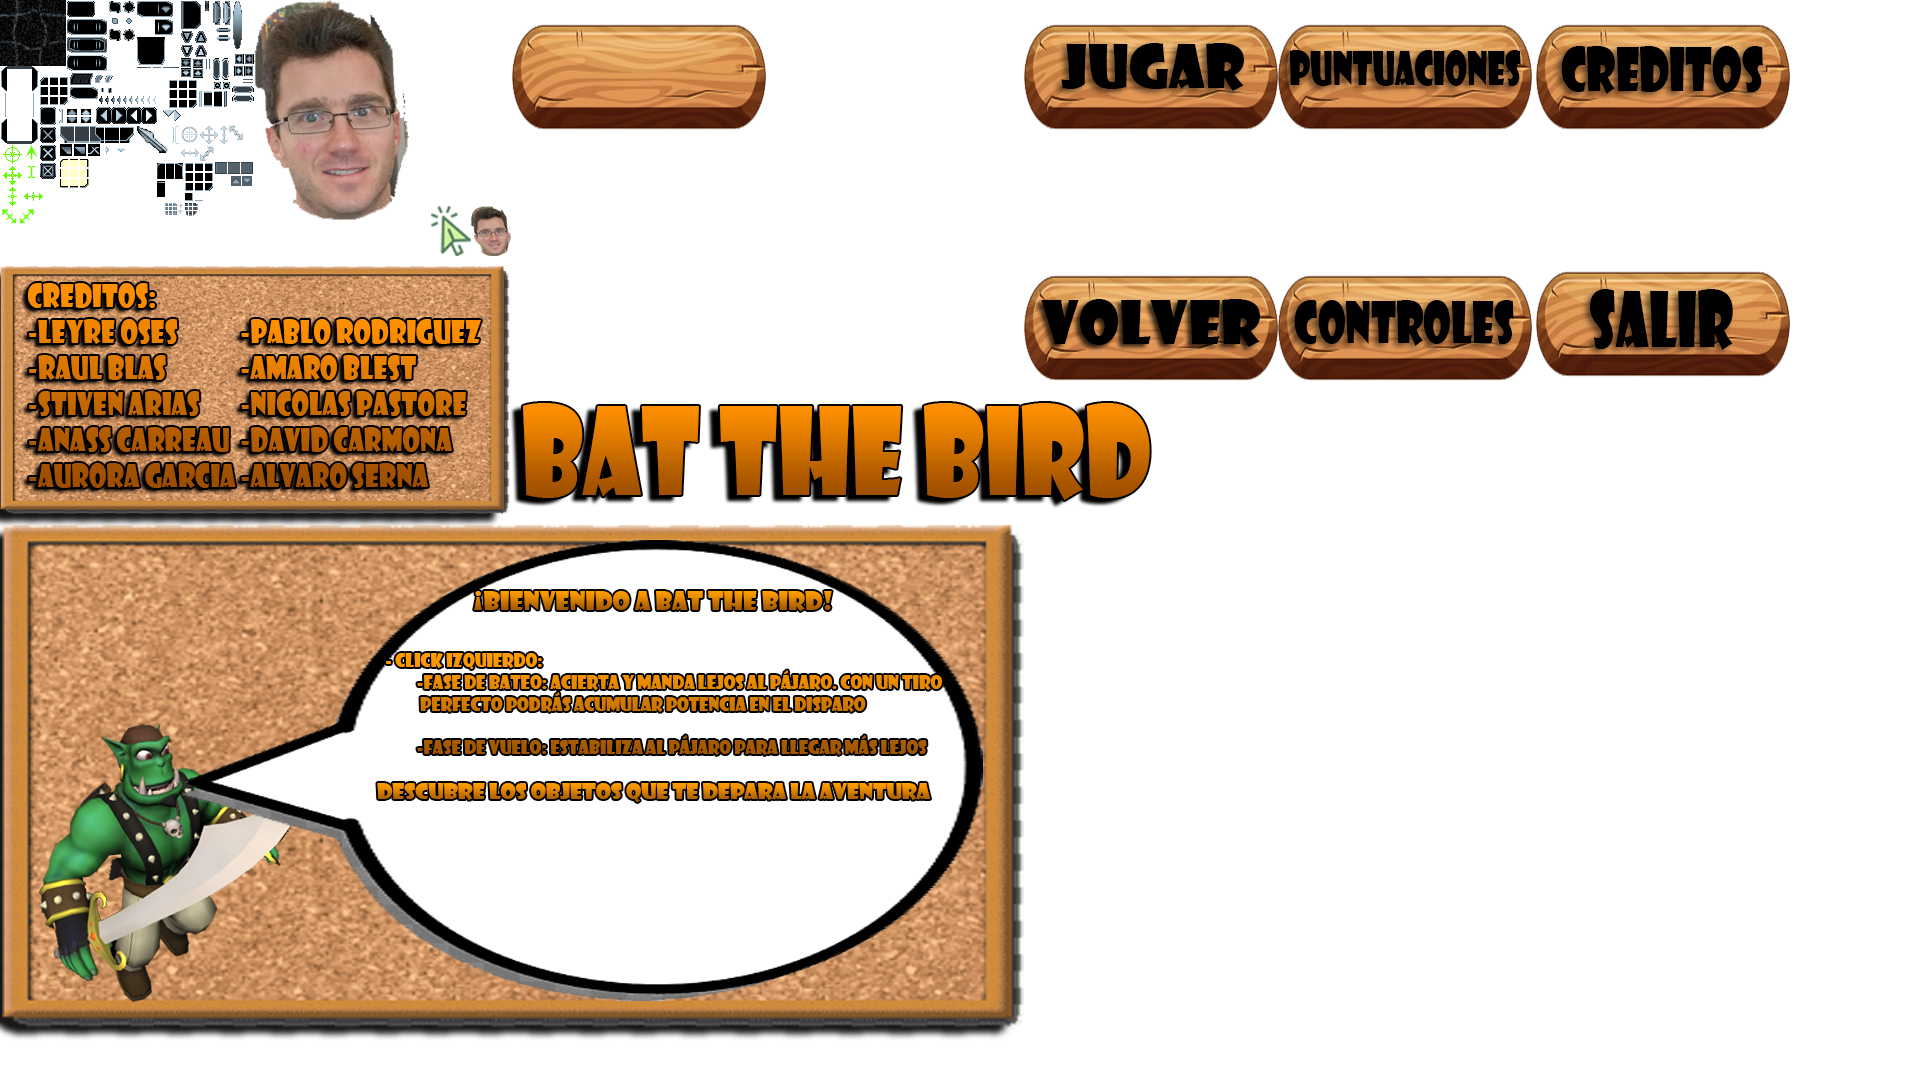 JUGAR
PUNTUACIONES
CREDITOS
VOLVER
CONTROLES
SALIR
CREDITOS:
-LEYRE OSES
-RAUL BLAS
-STIVEN ARIAS
-ANASS CARREAU
-AURORA GARCIA
-PABLO RODRIGUEZ
-AMARO BLEST
-NICOLAS PASTORE
-DAVID CARMONA
-ALVARO SERNA
BAT THE BIRD
¡BIENVENIDO A BAT THE BIRD!
- CLICK IZQUIERDO:
-FASE DE BATEO: ACIERTA Y MANDA LEJOS AL PÁJARO. CON UN TIRO
PERFECTO PODRÁS ACUMULAR POTENCIA EN EL DISPARO
-FASE DE VUELO: ESTABILIZA AL PÁJARO PARA LLEGAR MÁS LEJOS
DESCUBRE LOS OBJETOS QUE TE DEPARA LA AVENTURA